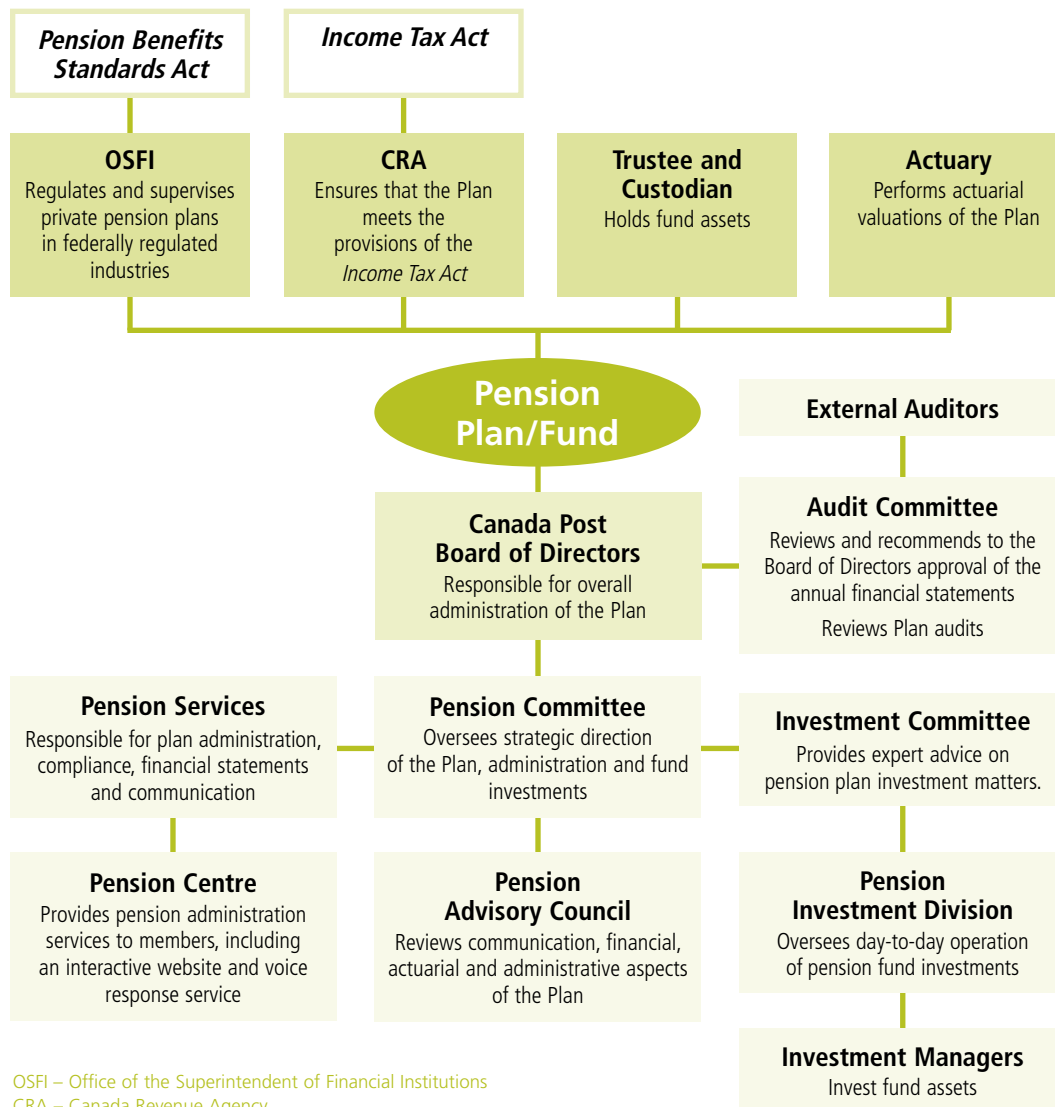 Pension Benefits
Standards Act
Income Tax Act
OSFI
Regulates and supervises
private pension plans
in federally regulated
industries
CRA
Ensures that the Plan
meets the
provisions of the
Income Tax Act
Trustee and
Custodian
Holds fund assets
Actuary
Performs actuarial
valuations of the Plan
Pension
Plan/Fund
External Auditors
Canada Post
Board of Directors
Responsible for overall
administration of the Plan
Audit Committee
Reviews and recommends to the
Board of Directors approval of the
annual financial statements
Reviews Plan audits
Pension Services
Responsible for plan administration,
compliance, financial statements
and communication
Pension Committee
Oversees strategic direction
of the Plan, administration and fund
investments
Investment Committee
Provides expert advice on
pension plan investment matters.
Pension Centre
Provides pension administration
services to members, including
an interactive website and voice
response service
Pension
Advisory Council
Reviews communication, financial,
actuarial and administrative aspects
of the Plan
Pension
Investment Division
Oversees day-to-day operation
of pension fund investments
Investment Managers
Invest fund assets
OSFI – Office of the Superintendent of Financial Institutions
CRA – Canada Revenue Agency